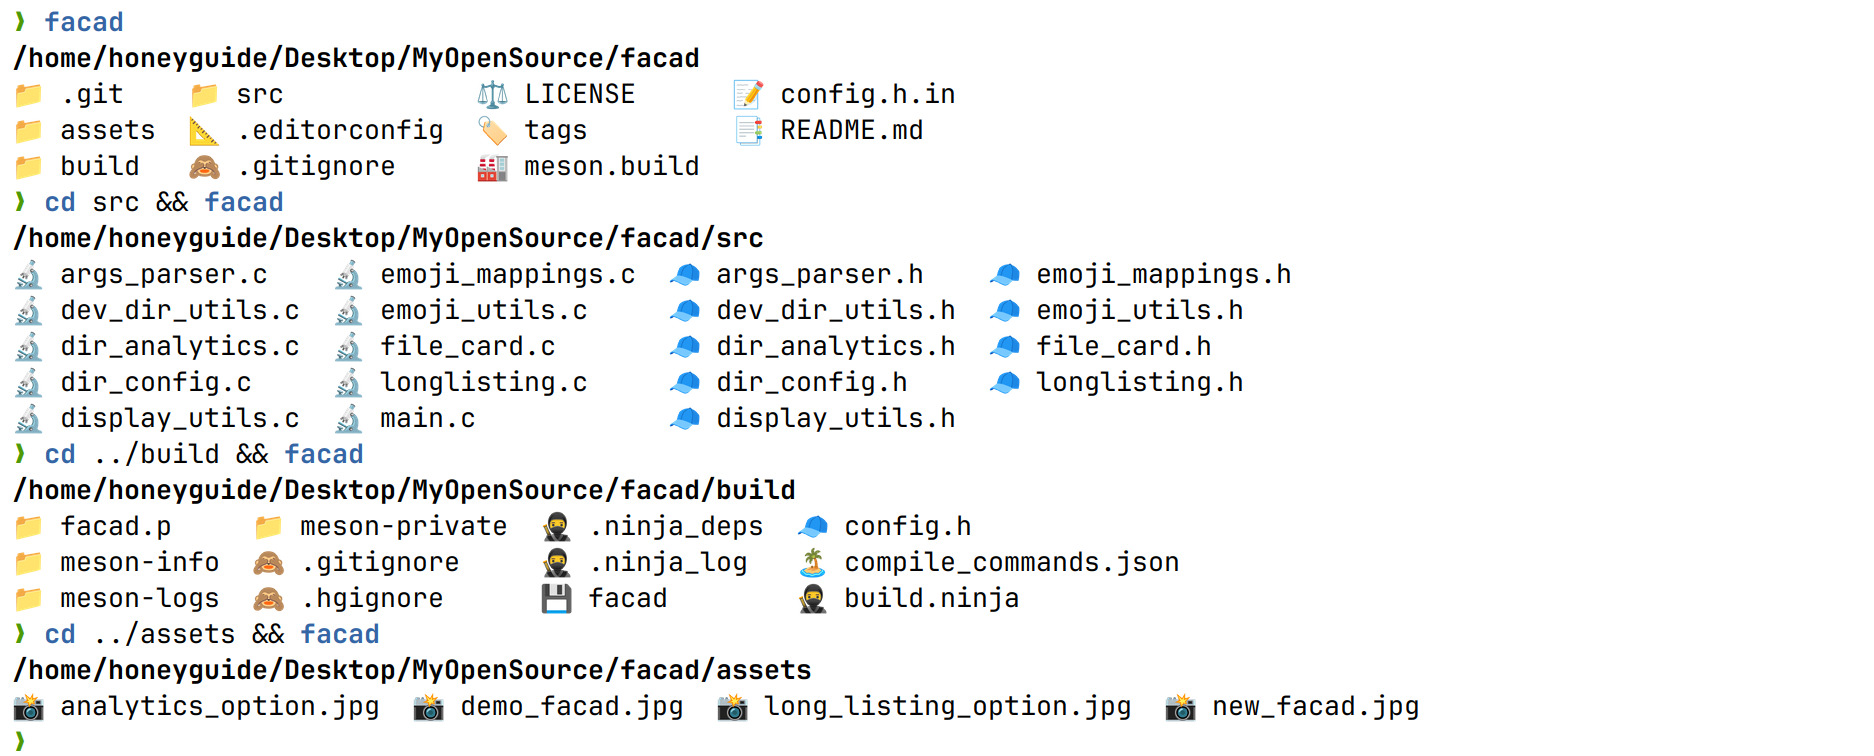 ❱ facad
/home/honeyguide/Desktop/MyOpenSource/facad
📁 .git 📁 src ⚖️ LICENSE 📝 config.h.in
📁 assets 📐 .editorconfig 🏷️ tags 📑 README.md
📁 build 🙈 .gitignore 🏭 meson.build
❱ cd src && facad
/home/honeyguide/Desktop/MyOpenSource/facad/src
🔬 args_parser.c 🔬 emoji_mappings.c 🧢 args_parser.h 🧢 emoji_mappings.h
🔬 dev_dir_utils.c 🔬 emoji_utils.c 🧢 dev_dir_utils.h 🧢 emoji_utils.h
🔬 dir_analytics.c 🔬 file_card.c 🧢 dir_analytics.h 🧢 file_card.h
🔬 dir_config.c 🔬 longlisting.c 🧢 dir_config.h 🧢 longlisting.h
🔬 display_utils.c 🔬 main.c 🧢 display_utils.h
❱ cd ../build && facad
/home/honeyguide/Desktop/MyOpenSource/facad/build
📁 facad.p 📁 meson-private 🥷 .ninja_deps 🧢 config.h
📁 meson-info 🙈 .gitignore 🥷 .ninja_log 🏝️ compile_commands.json
📁 meson-logs 🙈 .hgignore 💾 facad 🥷 build.ninja
❱ cd ../assets && facad
/home/honeyguide/Desktop/MyOpenSource/facad/assets
📸 analytics_option.jpg 📸 demo_facad.jpg 📸 long_listing_option.jpg 📸 new_facad.jpg
❱